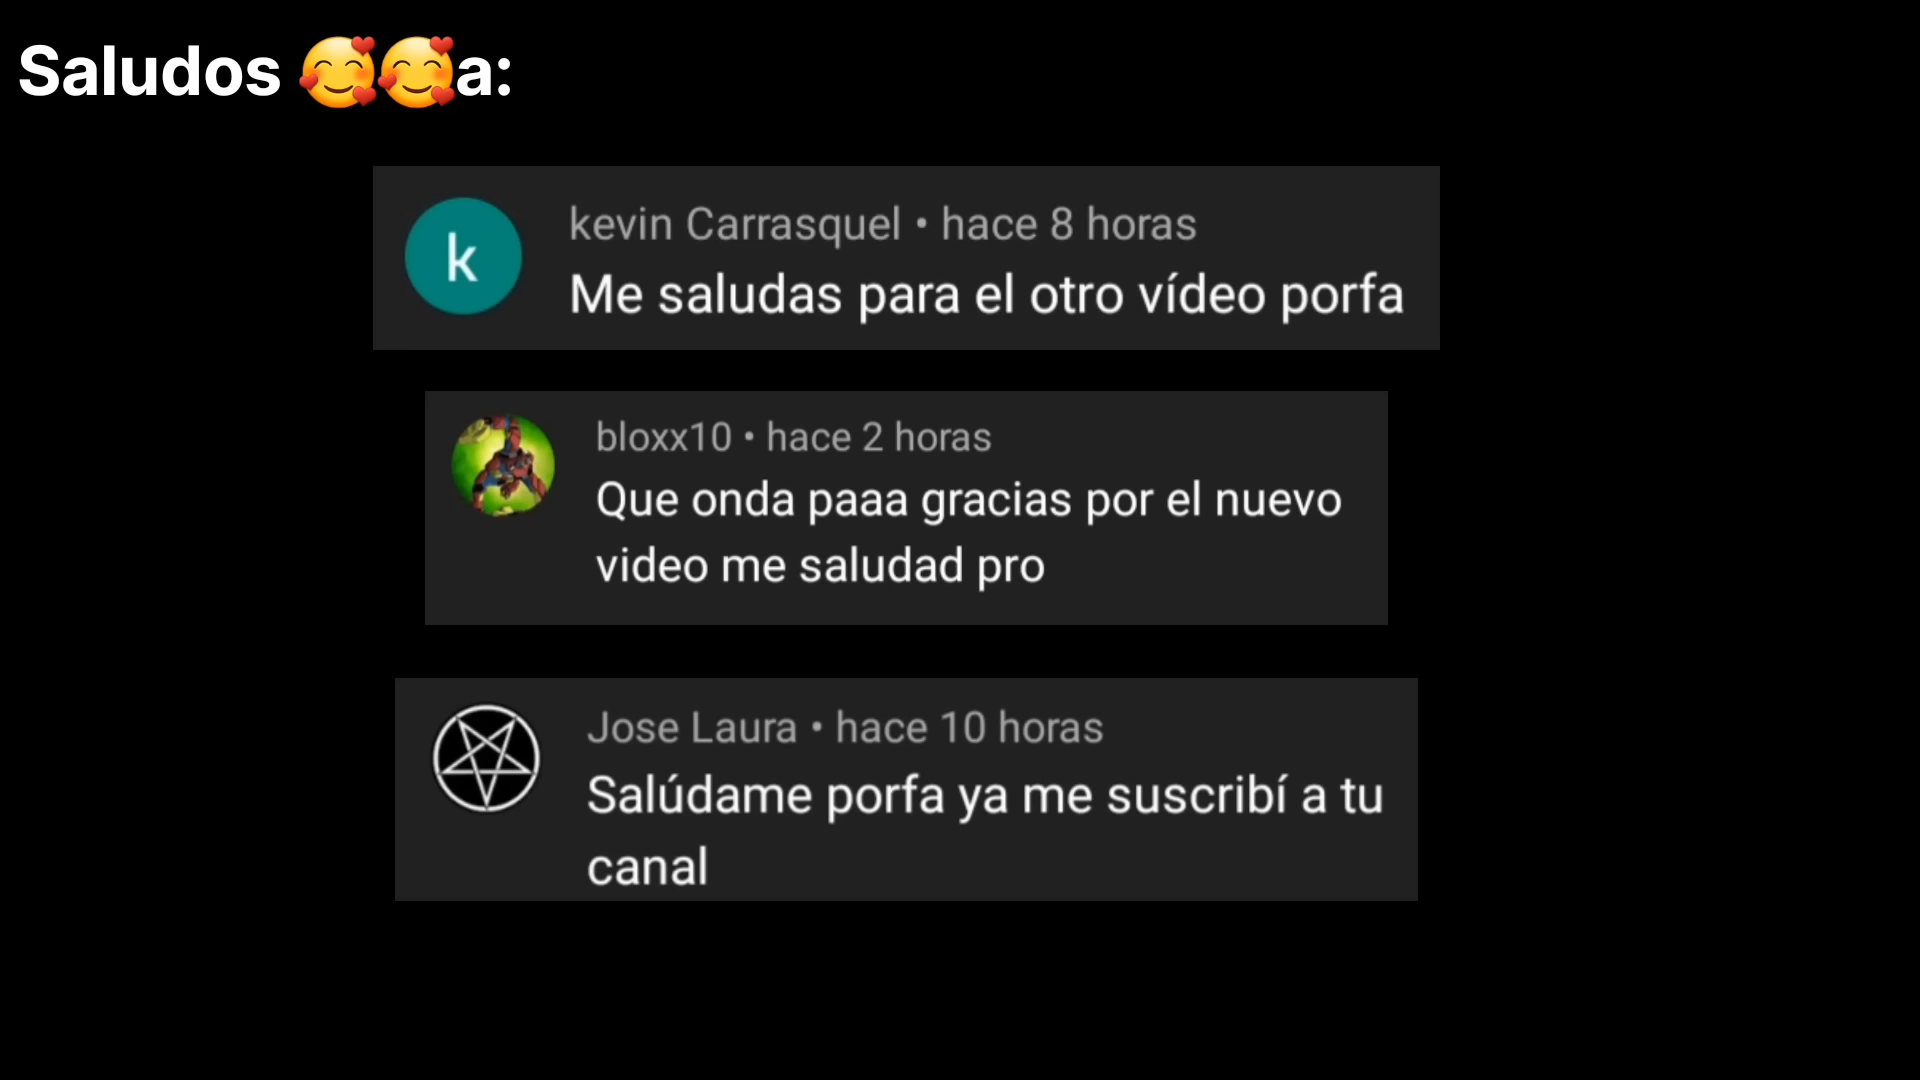 Saludos 🥰🥰a:
k
kevin Carrasquel • hace 8 horas
Me saludas para el otro vídeo porfa
bloxx10 • hace 2 horas
Que onda paaa gracias por el nuevo
video me saludad pro
Jose Laura • hace 10 horas
Salúdame porfa ya me suscribí a tu
canal